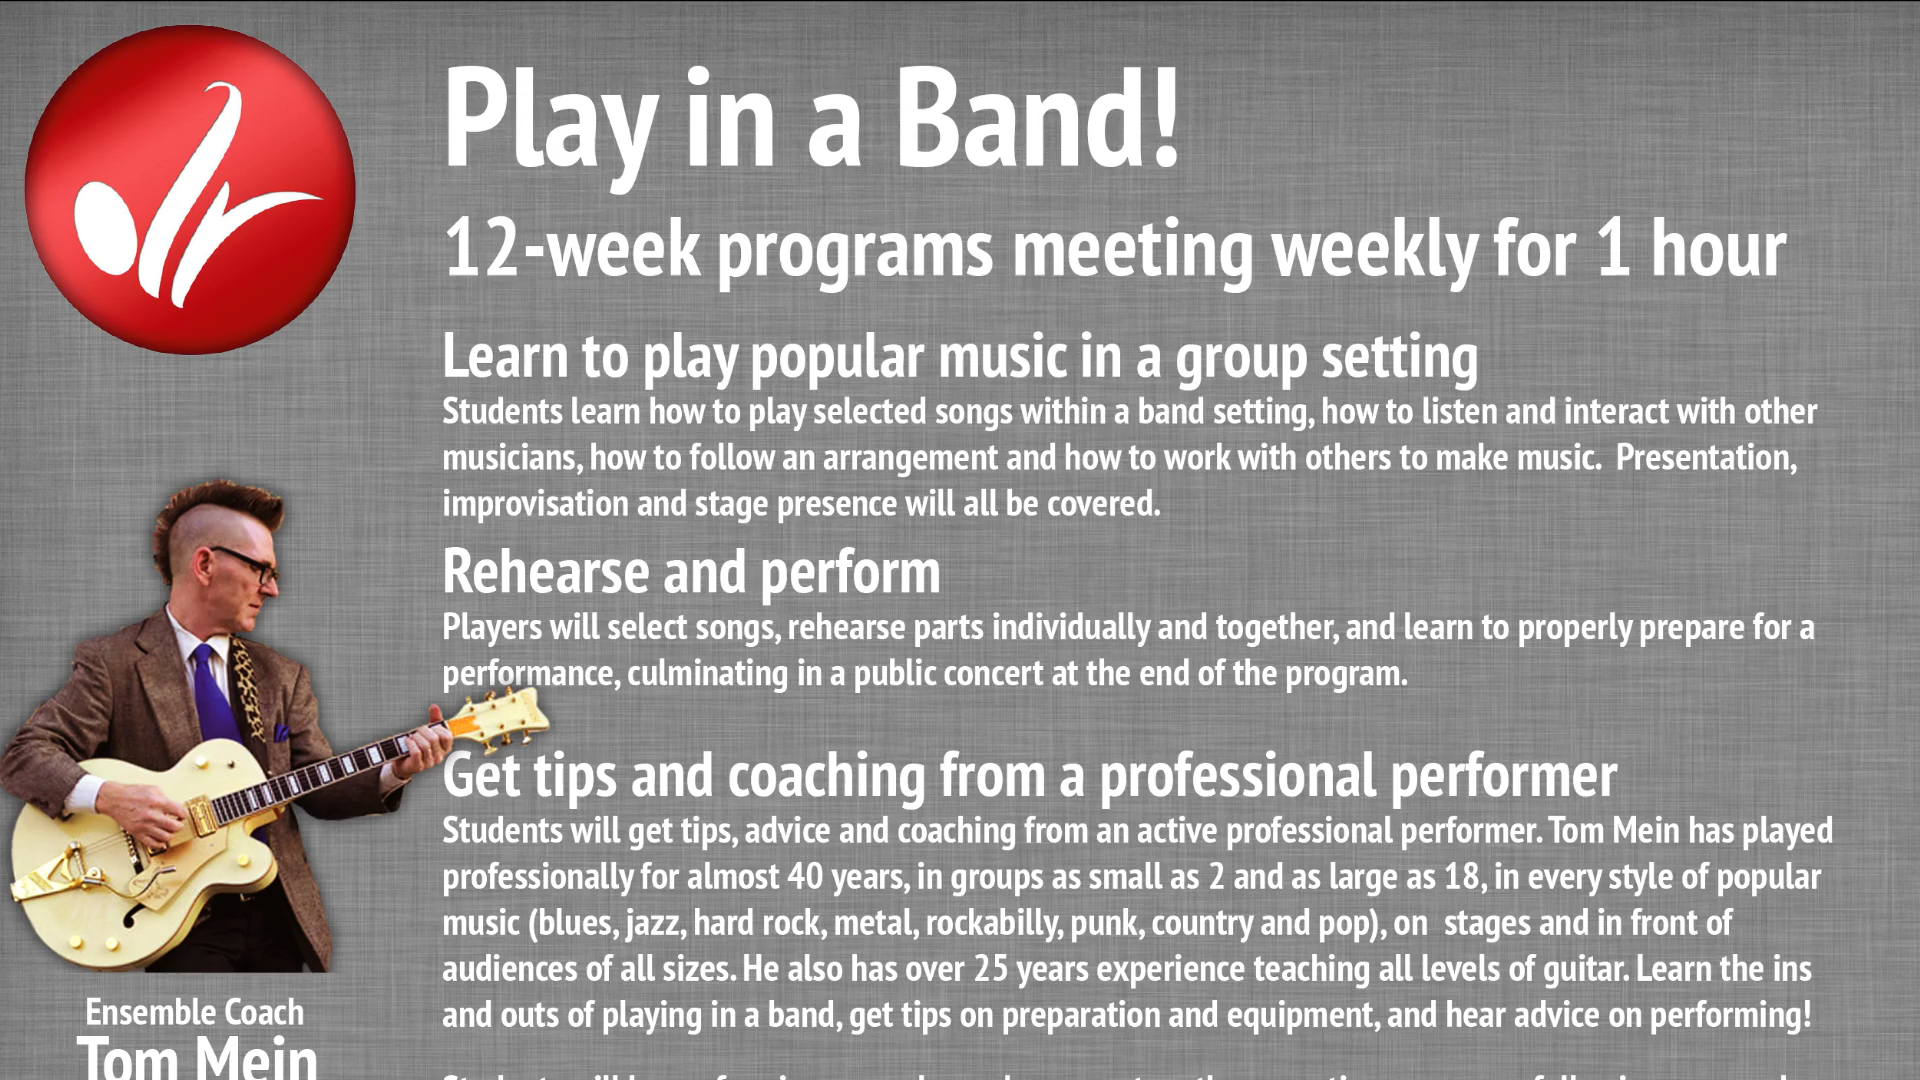 Play in a Band!
12-week programs meeting weekly for 1 hour
Learn to play popular music in a group setting
Students learn how to play selected songs within a band setting, how to listen and interact with other
musicians, how to follow an arrangement and how to work with others to make music.  Presentation,
improvisation and stage presence will all be covered.
Rehearse and perform
Players will select songs, rehearse parts individually and together, and learn to properly prepare for a
performance, culminating in a public concert at the end of the program.
Get tips and coaching from a professional performer
Students will get tips, advice and coaching from an active professional performer. Tom Mein has played
professionally for almost 40 years, in groups as small as 2 and as large as 18, in every style of popular
music (blues, jazz, hard rock, metal, rockabilly, punk, country and pop), on  stages and in front of
audiences of all sizes. He also has over 25 years experience teaching all levels of guitar. Learn the ins
and outs of playing in a band, get tips on preparation and equipment, and hear advice on performing!
Ensemble Coach
Tom Mein